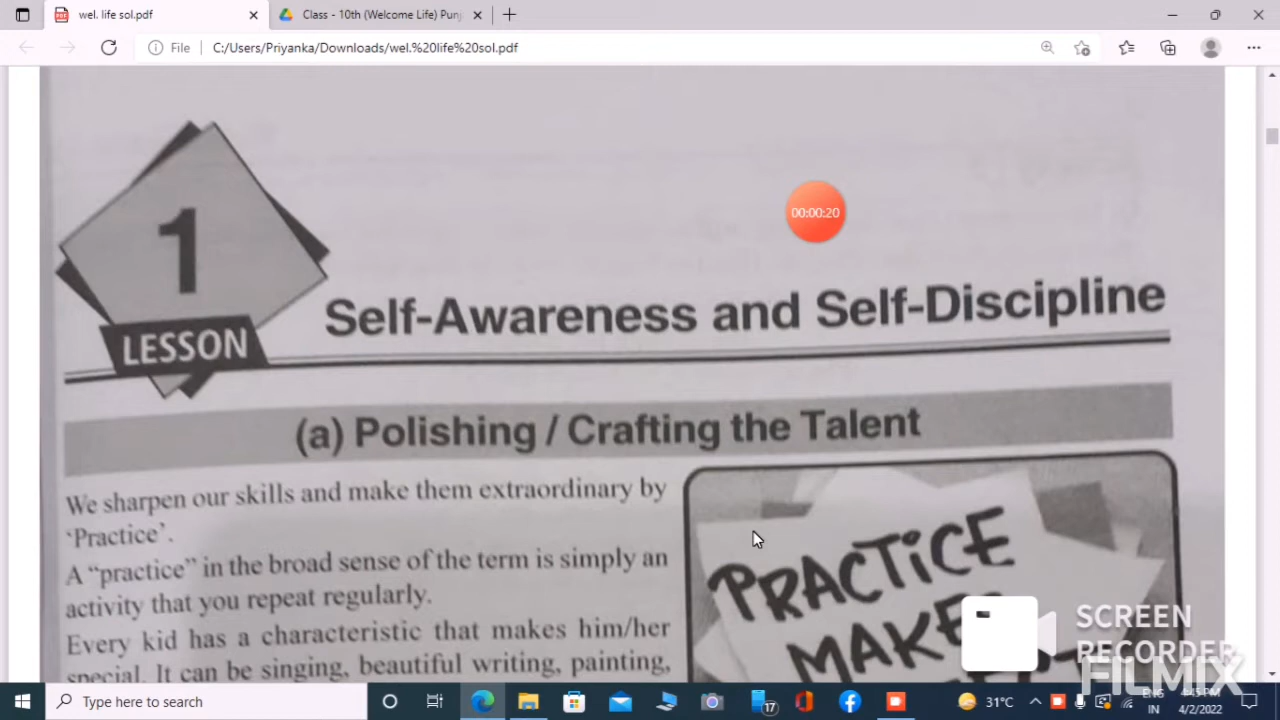 wel. life sol.pdf
Class - 10th (Welcome Life) Punj
File
C:/Users/Priyanka/Downloads/wel.%20life%20sol.pdf
00:00:20
1
LESSON
Self-Awareness and Self-Discipline
(a) Polishing / Crafting the Talent
We sharpen our skills and make them extraordinary by
'Practice'.
A "practice" in the broad sense of the term is simply an
activity that you repeat regularly.
Every kid has a characteristic that makes him/her
special. It can be singing, beautiful writing, painting,
PRACTICE
SCREEN
RECORDER
FILMIX
Type here to search
17
31°C
ENG
IN
4:45 PM
4/2/2022